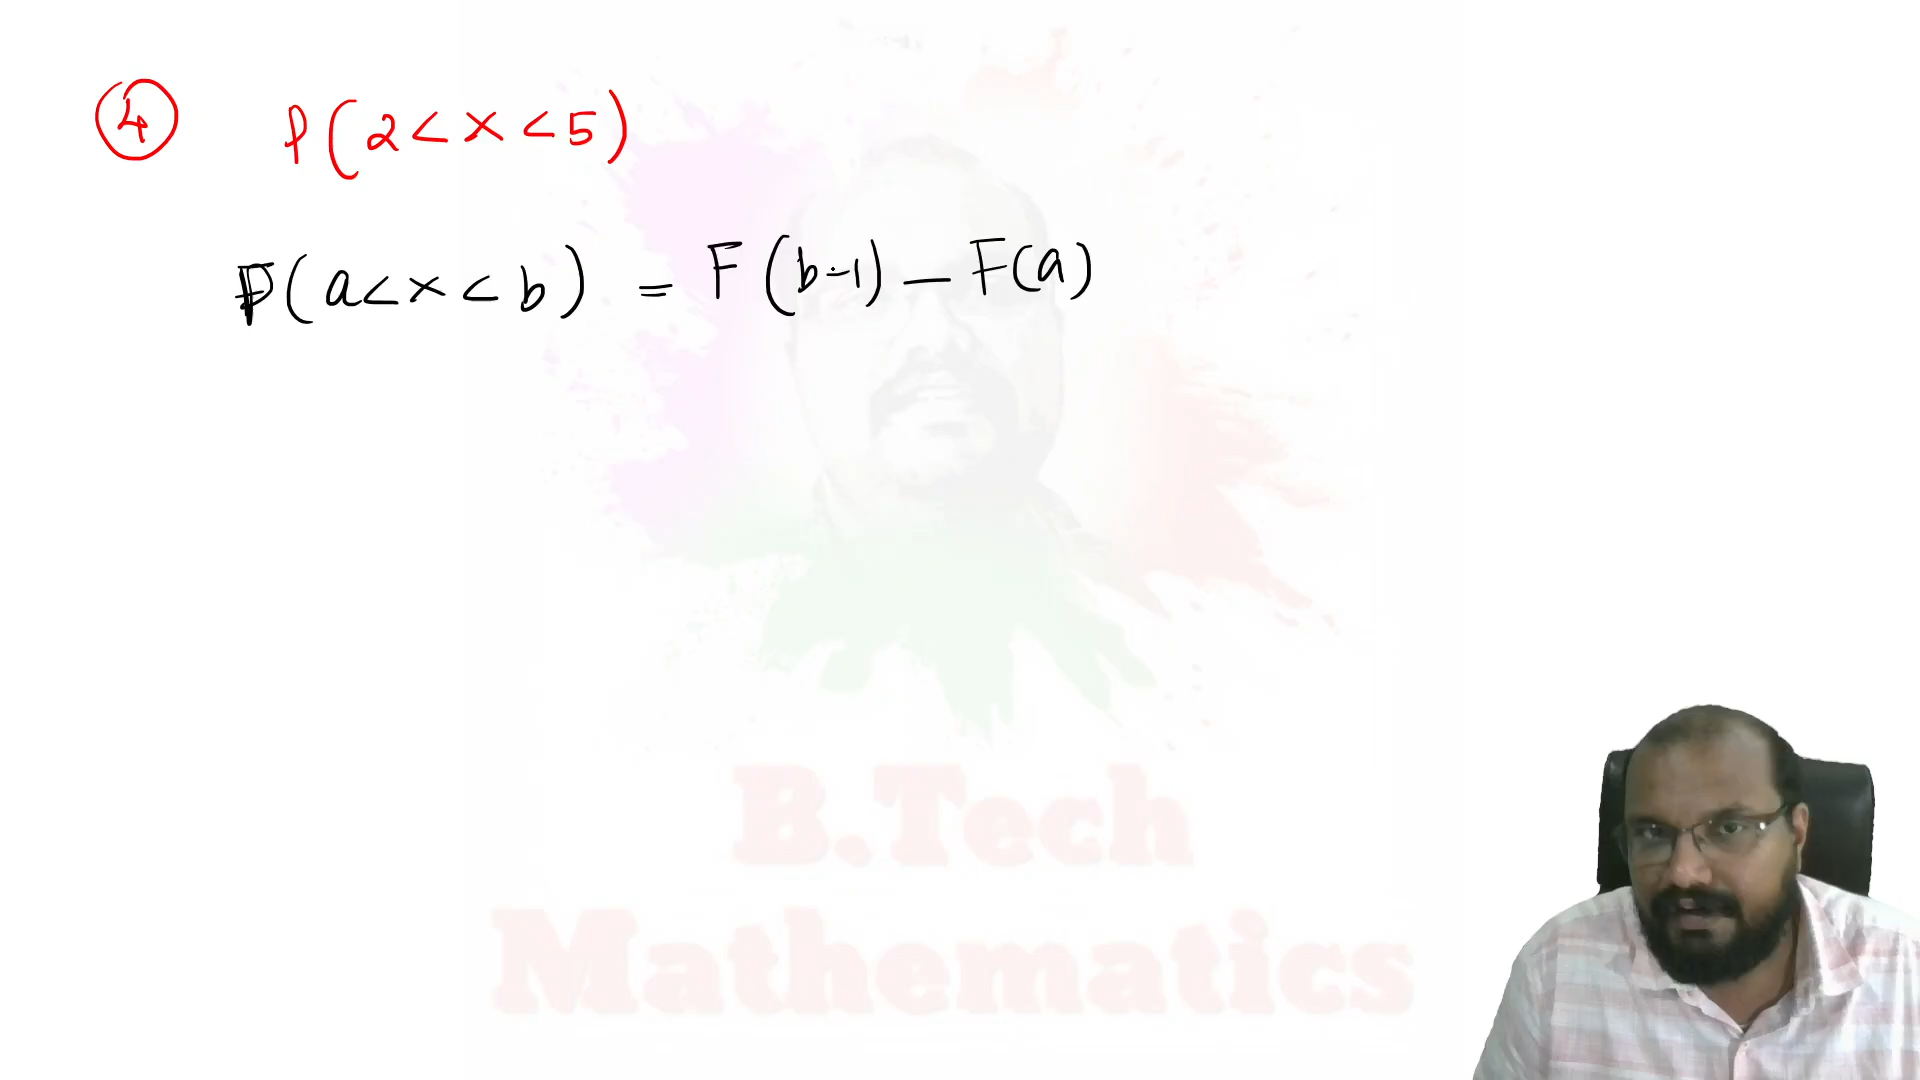 ④ P(2<x<5)
P(a<x<b) = F(b-1) - F(a)
B.Tech
Mathematics